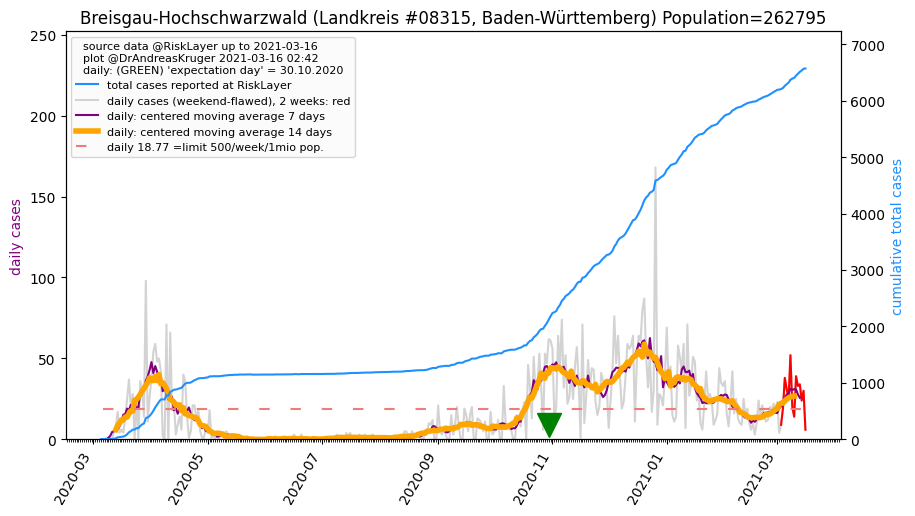 Breisgau-Hochschwarzwald (Landkreis #08315, Baden-Württemberg) Population=262795
source data @RiskLayer up to 2021-03-16
plot @DrAndreasKruger 2021-03-16 02:42
daily: (GREEN) 'expectation day' = 30.10.2020
total cases reported at RiskLayer
daily cases (weekend-flawed), 2 weeks: red
daily: centered moving average 7 days
daily: centered moving average 14 days
daily 18.77 =limit 500/week/1mio pop.
daily cases
250
200
150
100
50
0
7000
6000
5000
4000
3000
2000
1000
0
cumulative total cases
2020-03
2020-05
2020-07
2020-09
2020-11
2021-01
2021-03